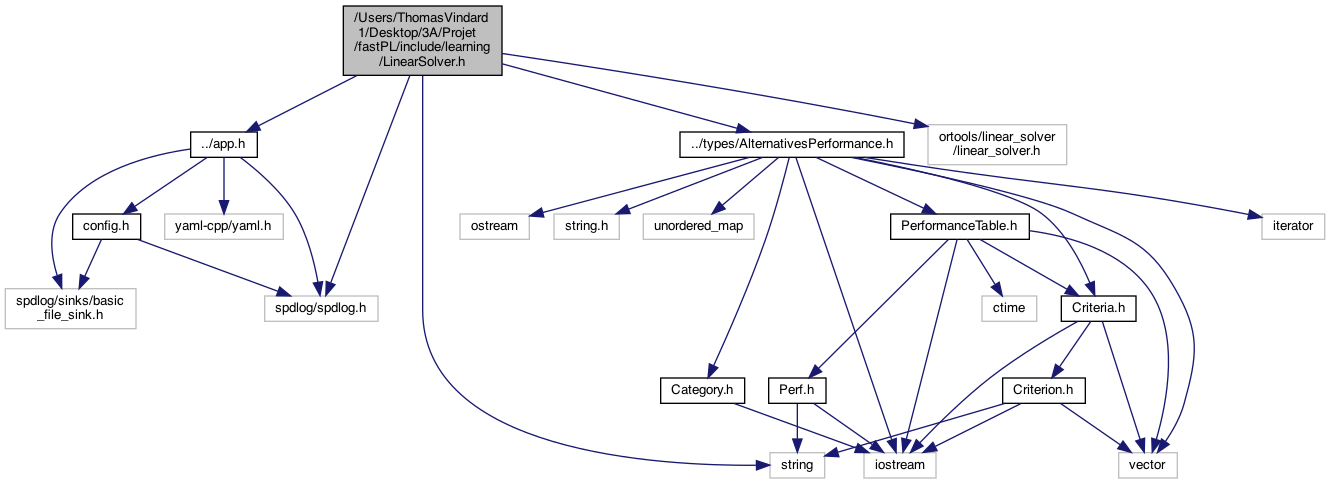 /Users/ThomasVindard
1/Desktop/3A/Projet
/fastPL/include/learning
/LinearSolver.h
../app.h
../types/AlternativesPerformance.h
ortools/linear_solver
/linear_solver.h
config.h
yaml-cpp/yaml.h
ostream
string.h
unordered_map
PerformanceTable.h
iterator
spdlog/sinks/basic
_file_sink.h
spdlog/spdlog.h
ctime
Criteria.h
Category.h
Perf.h
Criterion.h
string
iostream
vector